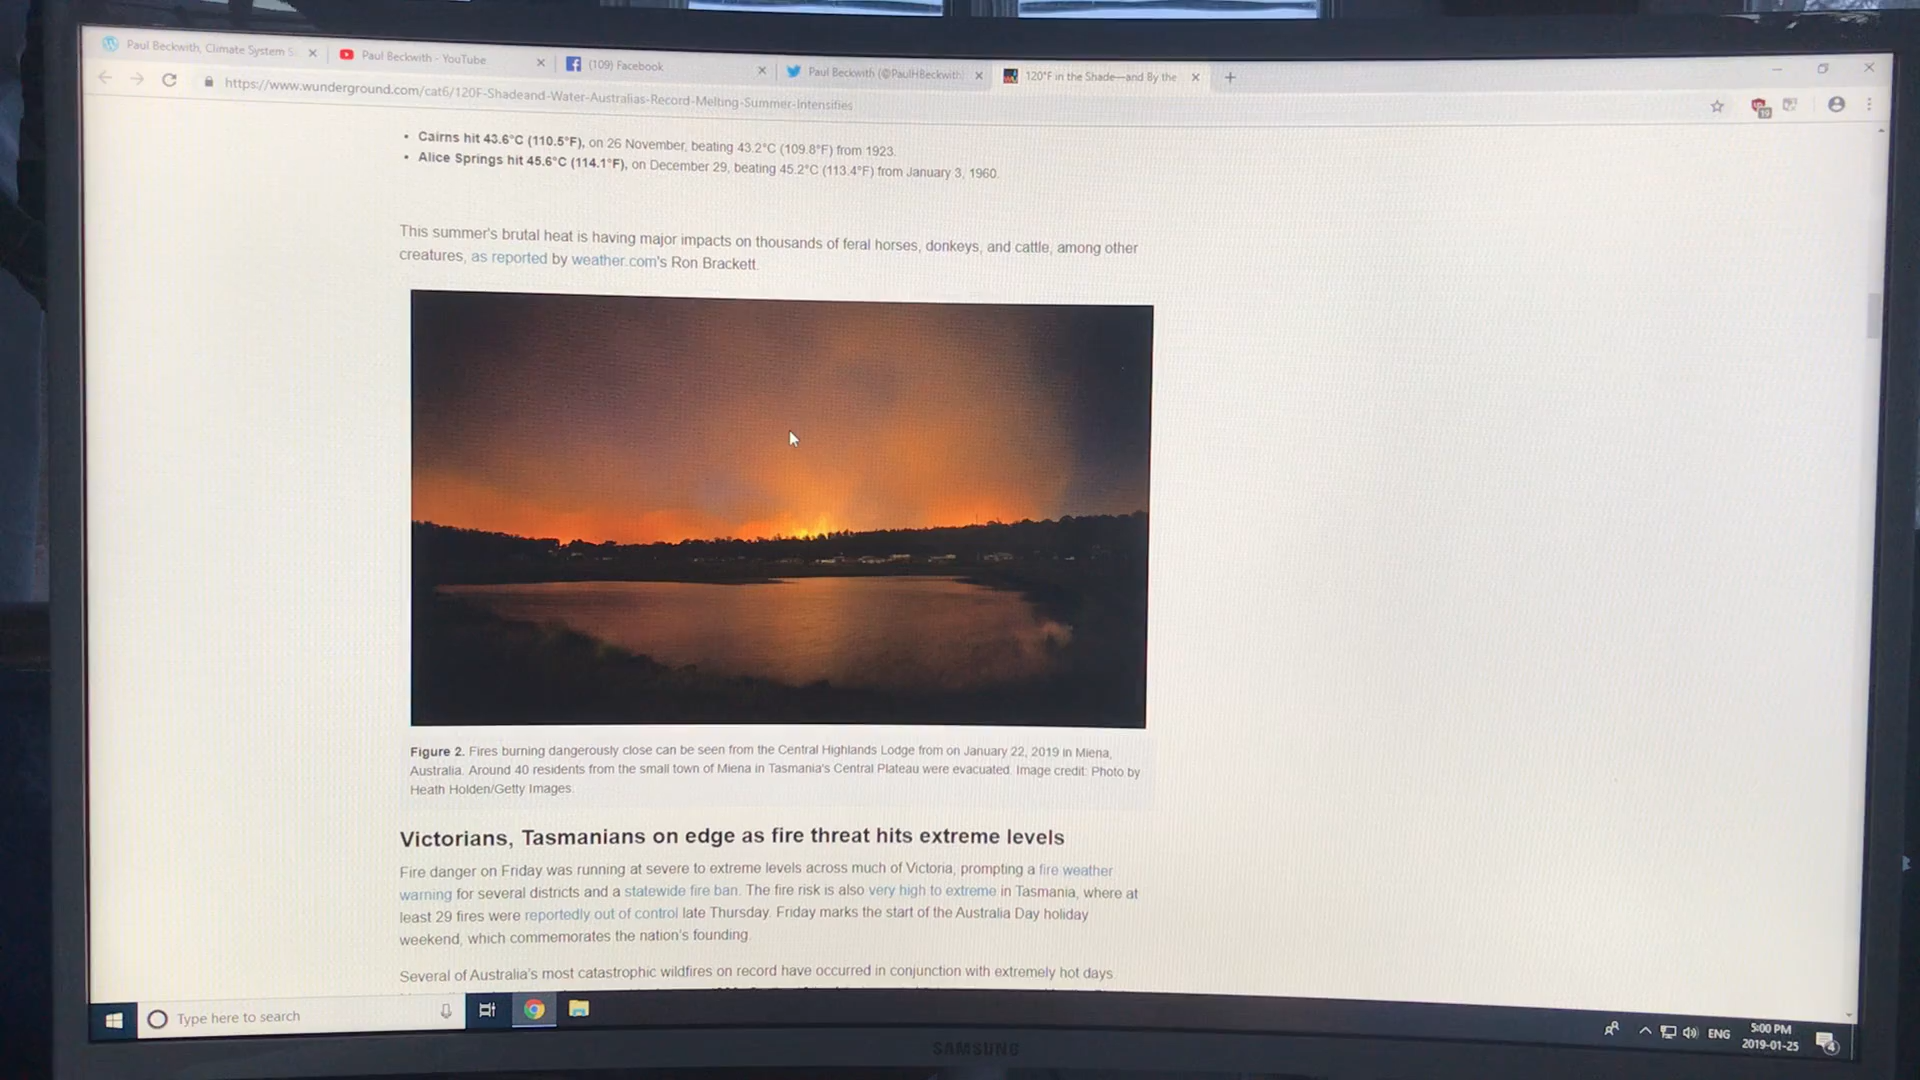 Paul Beckwith, Climate System S
Paul Beckwith - YouTube
(109) Facebook
Paul Beckwith (@PaulHBeckwith)
120°F in the Shade—and By the
https://www.wunderground.com/cat6/120F-Shadeand-Water-Australias-Record-Melting-Summer-Intensities
• Cairns hit 43.6°C (110.5°F), on 26 November, beating 43.2°C (109.8°F) from 1923.
• Alice Springs hit 45.6°C (114.1°F), on December 29, beating 45.2°C (113.4°F) from January 3, 1960.
This summer's brutal heat is having major impacts on thousands of feral horses, donkeys, and cattle, among other
creatures, as reported by weather.com's Ron Brackett.
Figure 2. Fires burning dangerously close can be seen from the Central Highlands Lodge from on January 22, 2019 in Miena,
Australia. Around 40 residents from the small town of Miena in Tasmania's Central Plateau were evacuated. Image credit: Photo by
Heath Holden/Getty Images.
Victorians, Tasmanians on edge as fire threat hits extreme levels
Fire danger on Friday was running at severe to extreme levels across much of Victoria, prompting a fire weather
warning for several districts and a statewide fire ban. The fire risk is also very high to extreme in Tasmania, where at
least 29 fires were reportedly out of control late Thursday. Friday marks the start of the Australia Day holiday
weekend, which commemorates the nation's founding.
Several of Australia's most catastrophic wildfires on record have occurred in conjunction with extremely hot days.
Type here to search
ENG
5:00 PM
2019-01-25
4
SAMSUNG